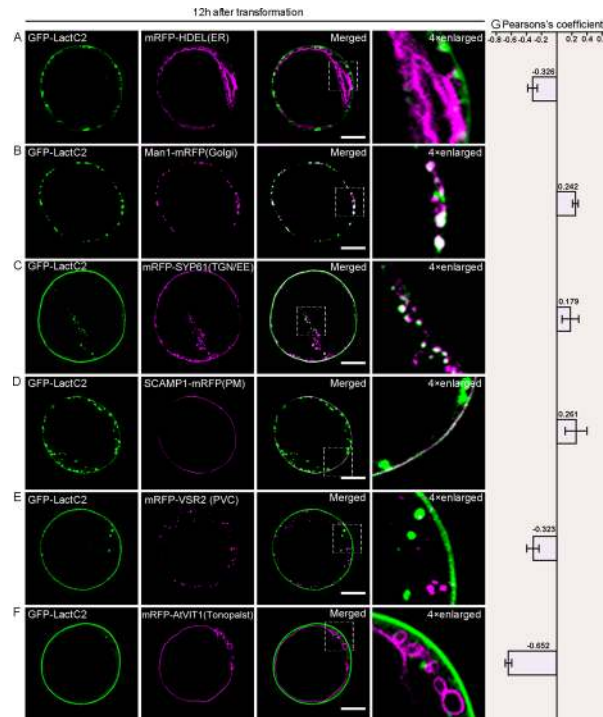 12h after transformation
G Pearsons's coefficient
-0.8 -0.6 -0.4 -0.2 0.2 0.4
A GFP-LactC2 mRFP-HDEL(ER) Merged 4×enlarged
-0.326
B GFP-LactC2 Man1-mRFP(Golgi) Merged 4×enlarged
0.242
C GFP-LactC2 mRFP-SYP61(TGN/EE) Merged 4×enlarged
0.179
D GFP-LactC2 SCAMP1-mRFP(PM) Merged 4×enlarged
0.261
E GFP-LactC2 mRFP-VSR2 (PVC) Merged 4×enlarged
-0.323
F GFP-LactC2 mRFP-AtVIT1(Tonopalst) Merged 4×enlarged
-0.652